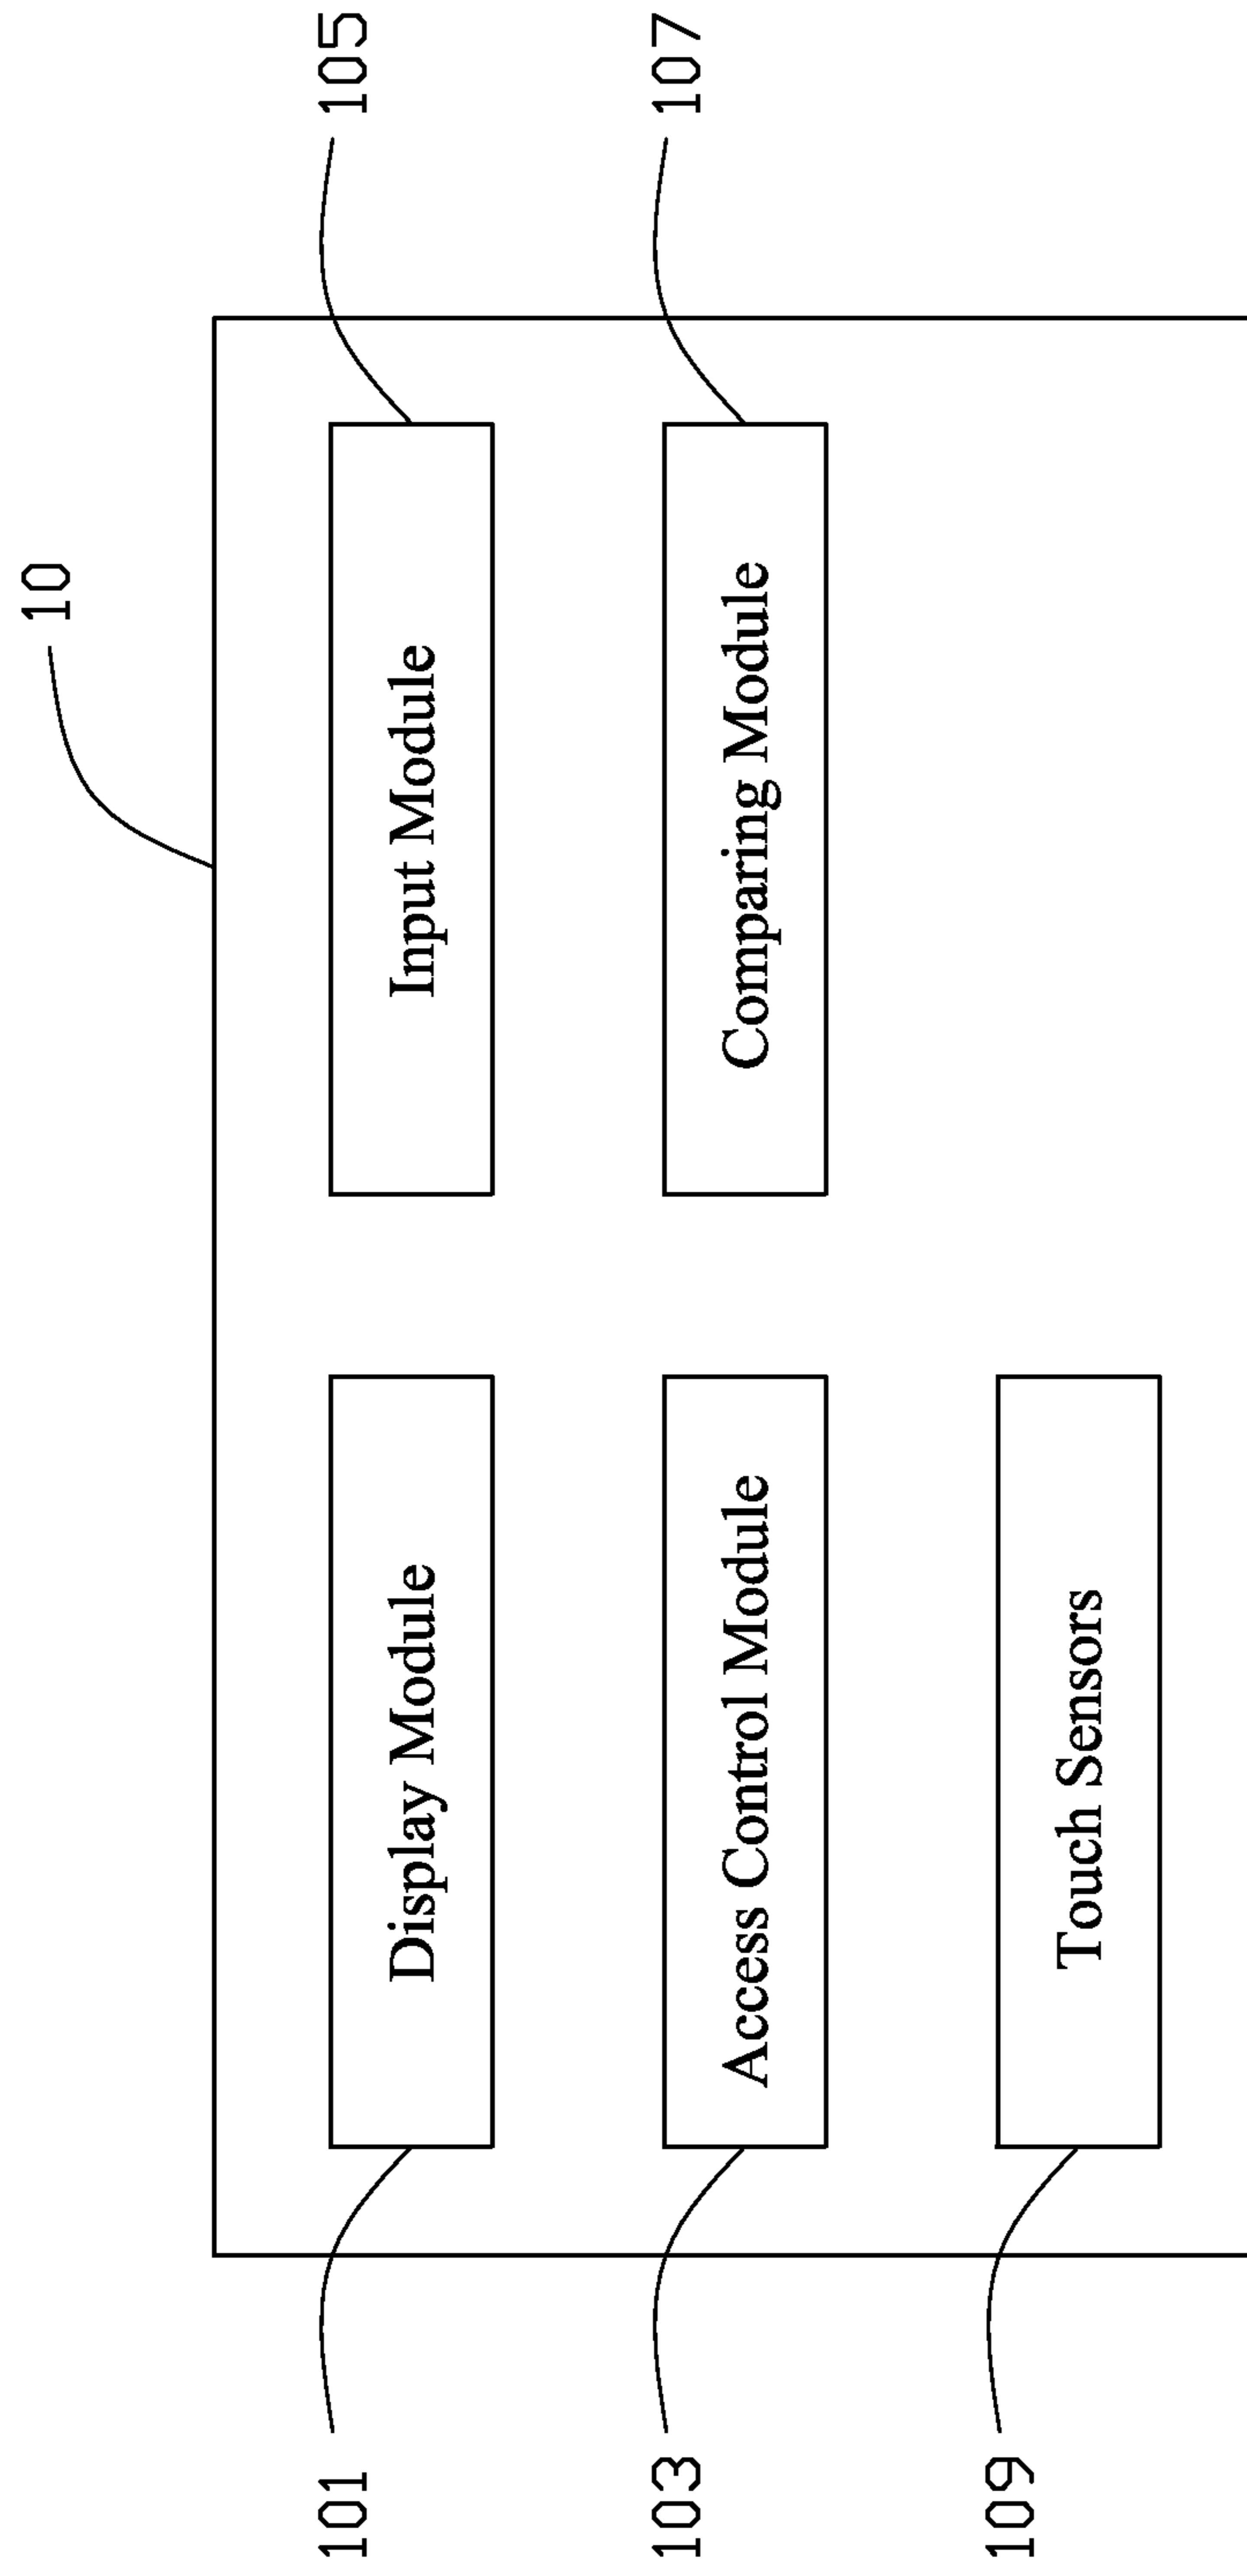 10
101
Display Module
Input Module
105
103
Access Control Module
Comparing Module
107
109
Touch Sensors